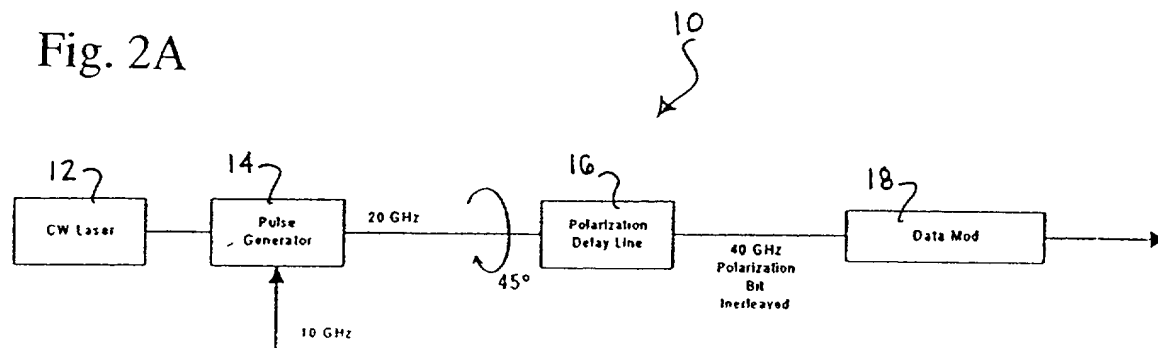 Fig. 2A
10
12
14
16
18
CW Laser
Pulse
Generator
20 GHz
45°
Polarization
Delay Line
40 GHz
Polarization
Bit
Inerleaved
Data Mod
10 GHz